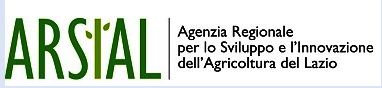 ARSIAL
Agenzia Regionale
per lo Sviluppo e l'Innovazione
dell'Agricoltura del Lazio